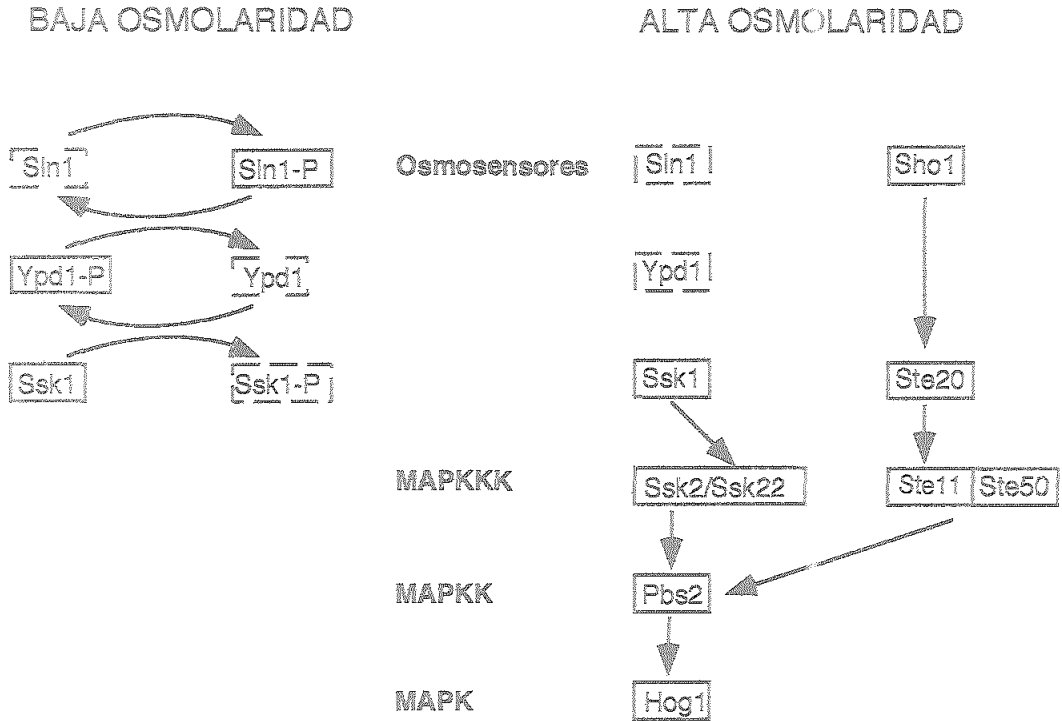 BAJA OSMOLARIDAD
ALTA OSMOLARIDAD
Sln1
Sln1-P
Osmosensores
Sln1
Sho1
Ypd1-P
Ypd1
Ypd1
Ssk1
Ssk1-P
Ssk1
Ste20
MAPKKK
Ssk2/Ssk22
Ste11
Ste50
MAPKK
Pbs2
MAPK
Hog1